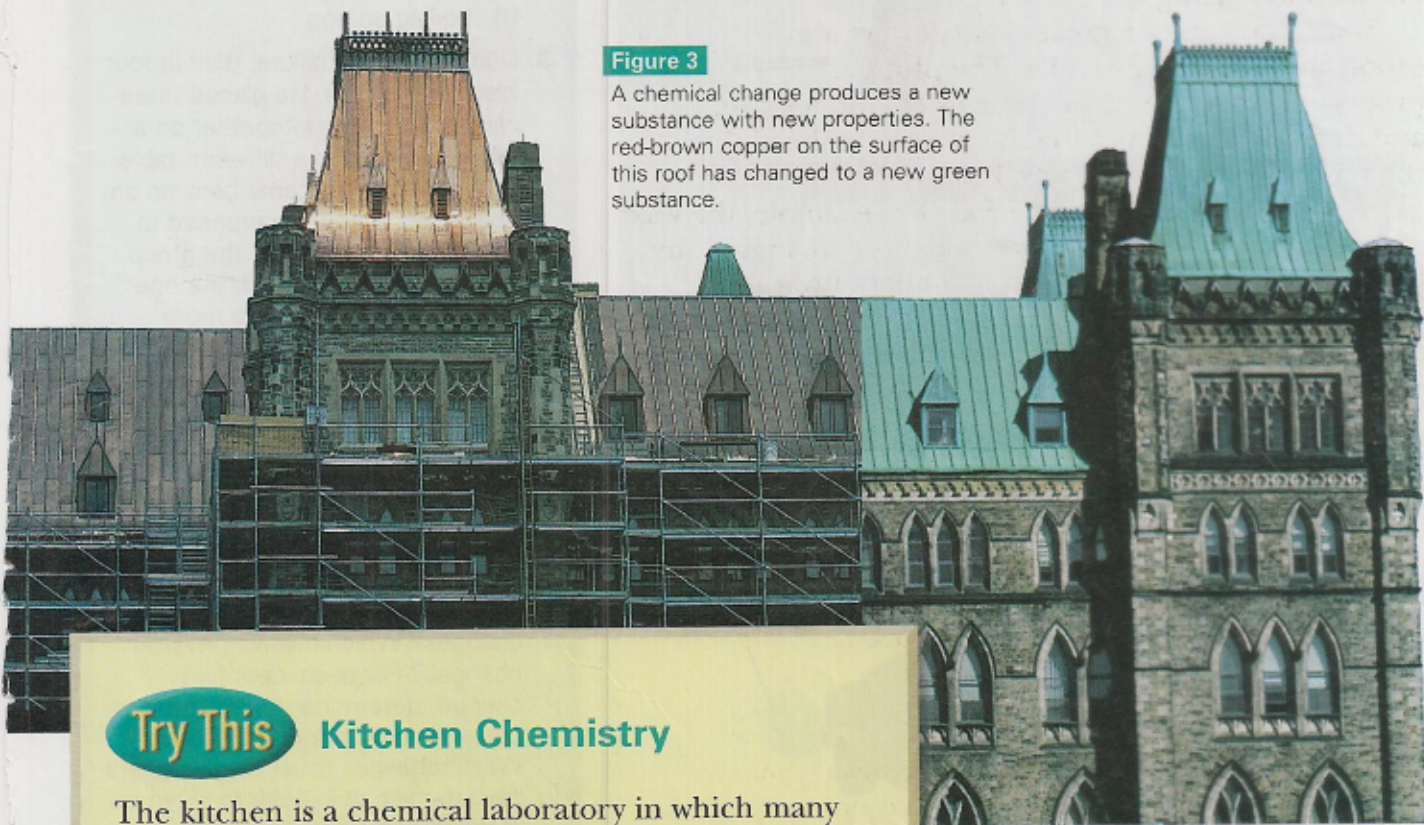 Figure 3
A chemical change produces a new
substance with new properties. The
red-brown copper on the surface of
this roof has changed to a new green
substance.
Try This Kitchen Chemistry
The kitchen is a chemical laboratory in which many